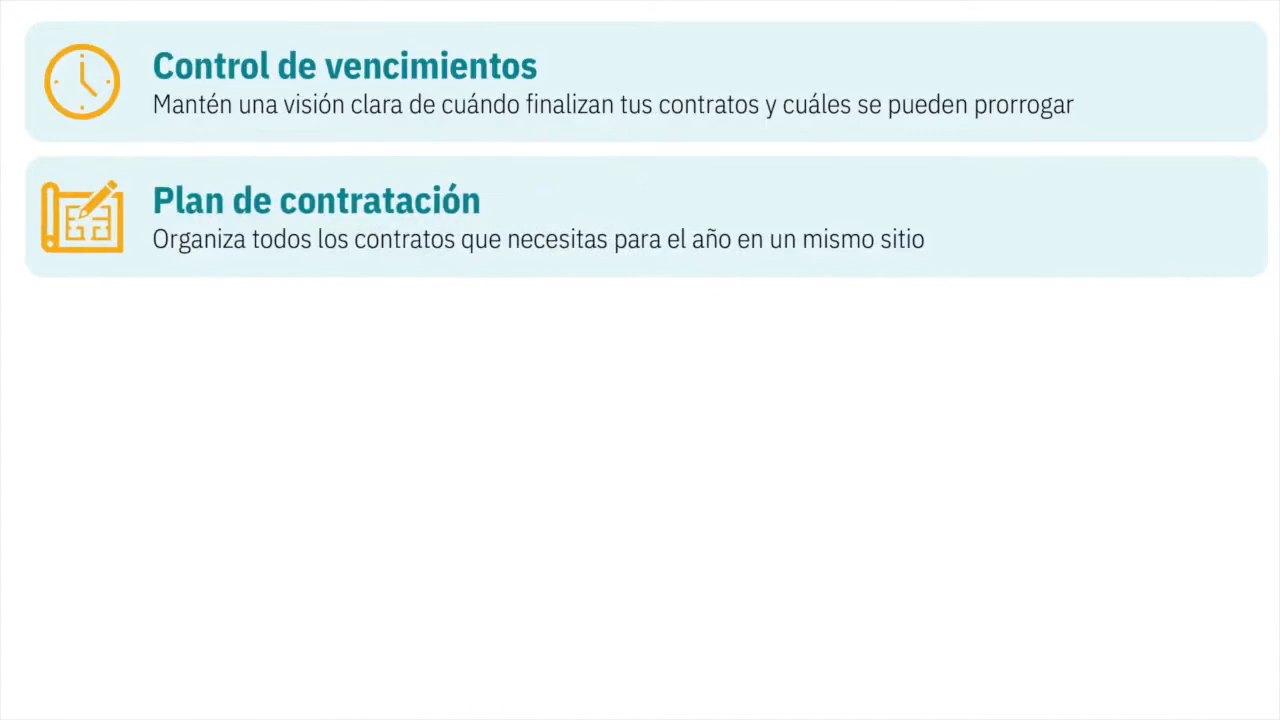 Control de vencimientos
Mantén una visión clara de cuándo finalizan tus contratos y cuáles se pueden prorrogar
Plan de contratación
Organiza todos los contratos que necesitas para el año en un mismo sitio